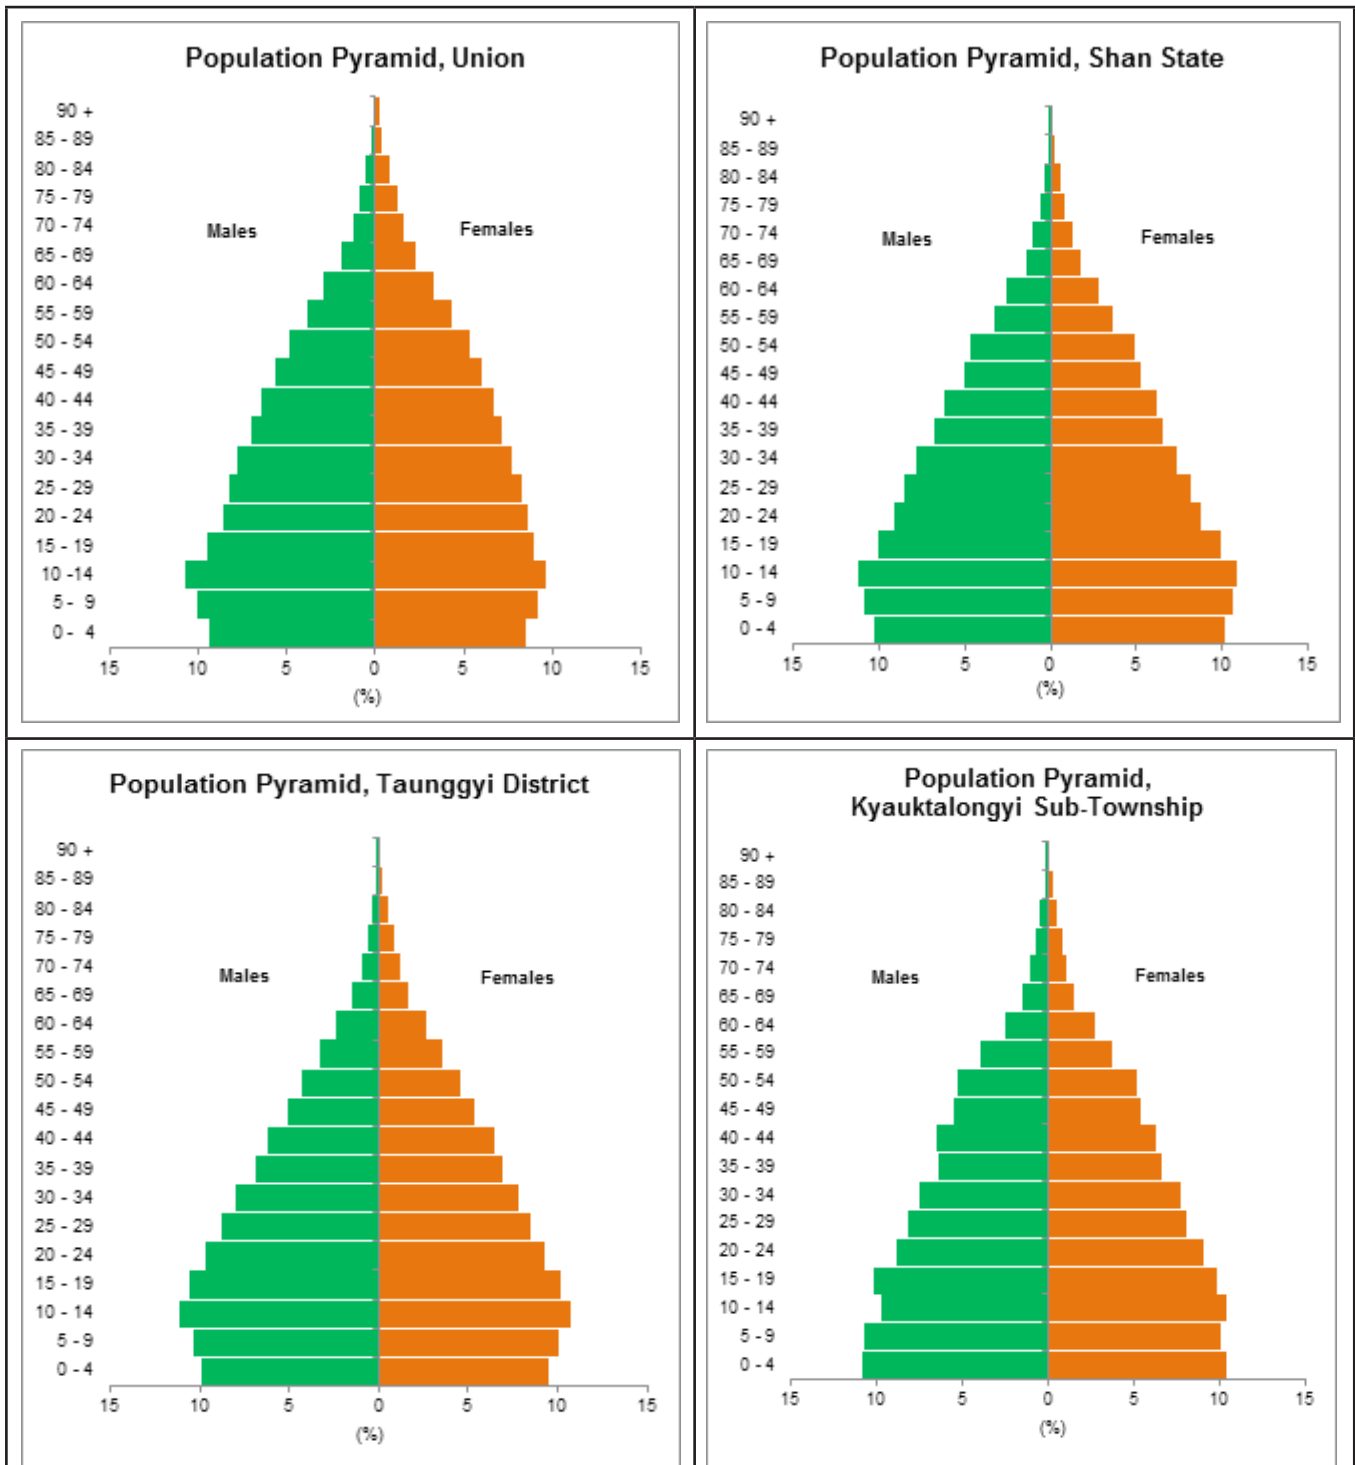 Population Pyramid, Union
90 +
85 - 89
80 - 84
75 - 79
70 - 74
65 - 69
60 - 64
55 - 59
50 - 54
45 - 49
40 - 44
35 - 39
30 - 34
25 - 29
20 - 24
15 - 19
10 -14
5 - 9
0 - 4
Males
Females
15 10 5 0 5 10 15
(%)
Population Pyramid, Shan State
90 +
85 - 89
80 - 84
75 - 79
70 - 74
65 - 69
60 - 64
55 - 59
50 - 54
45 - 49
40 - 44
35 - 39
30 - 34
25 - 29
20 - 24
15 - 19
10 - 14
5 - 9
0 - 4
Males
Females
15 10 5 0 5 10 15
(%)
Population Pyramid, Taunggyi District
90 +
85 - 89
80 - 84
75 - 79
70 - 74
65 - 69
60 - 64
55 - 59
50 - 54
45 - 49
40 - 44
35 - 39
30 - 34
25 - 29
20 - 24
15 - 19
10 - 14
5 - 9
0 - 4
Males
Females
15 10 5 0 5 10 15
(%)
Population Pyramid,
Kyauktalongyi Sub-Township
90 +
85 - 89
80 - 84
75 - 79
70 - 74
65 - 69
60 - 64
55 - 59
50 - 54
45 - 49
40 - 44
35 - 39
30 - 34
25 - 29
20 - 24
15 - 19
10 - 14
5 - 9
0 - 4
Males
Females
15 10 5 0 5 10 15
(%)